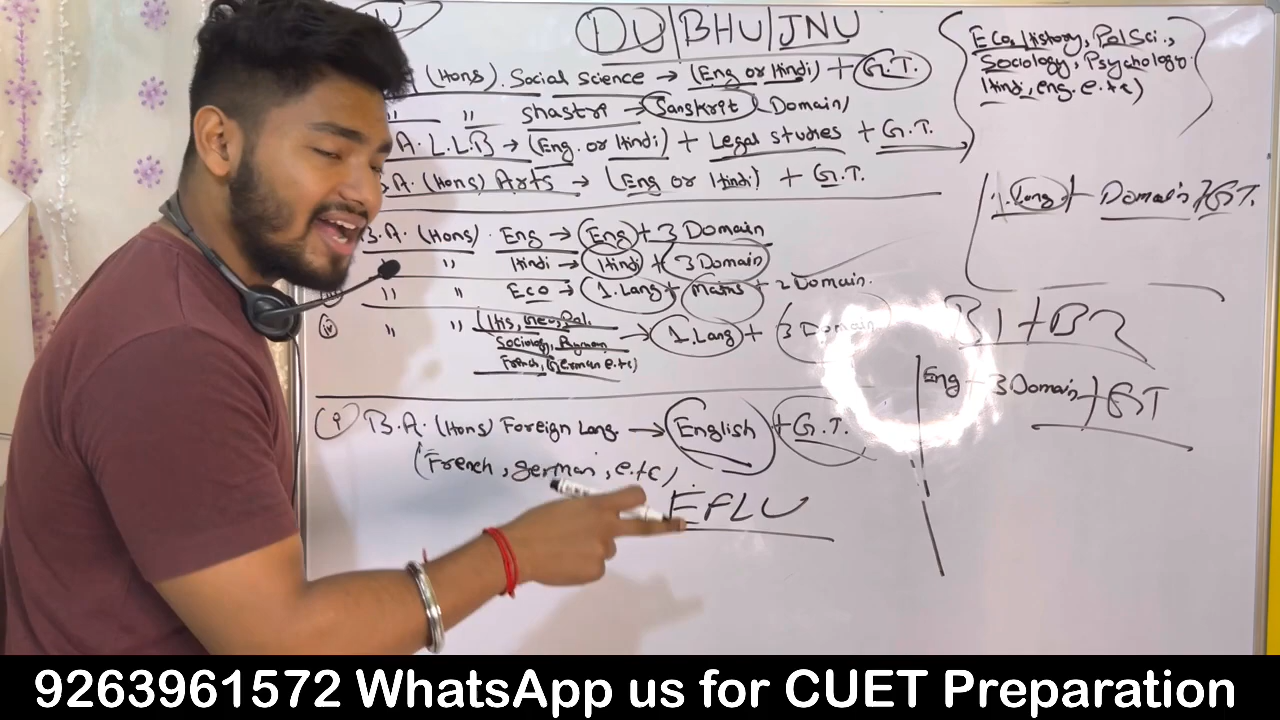 DU | BHU | JNU
(Hons). Social science → (Eng or Hindi) + G.T.
" " shastri → Sanskrit (Domain)
A.L.L.B → (Eng. or Hindi) + Legal studies + G.T.
A. (Hons) Arts → (Eng or Hindi) + G.T.
B.A. (Hons) Eng → Eng + 3 Domain
" Hindi → Hindi + 3 Domain
" " Eco → 1. Lang + Maths + 2 Domain.
(iv) " " (His, Geo, Pol.
Sociology,
French, German e.t.c) → 1. Lang + 3 Domain
(i) B.A. (Hons) Foreign Lang → English + G.T.
(French, german, e.t.c)
EFLU
Eco, History, Pol Sci.,
Sociology, Psychology.
Hindi, eng. e.t.c)
1. Lang + Domain + GT.
B1 + B2
Eng - 3 Domain + GT
9263961572 WhatsApp us for CUET Preparation